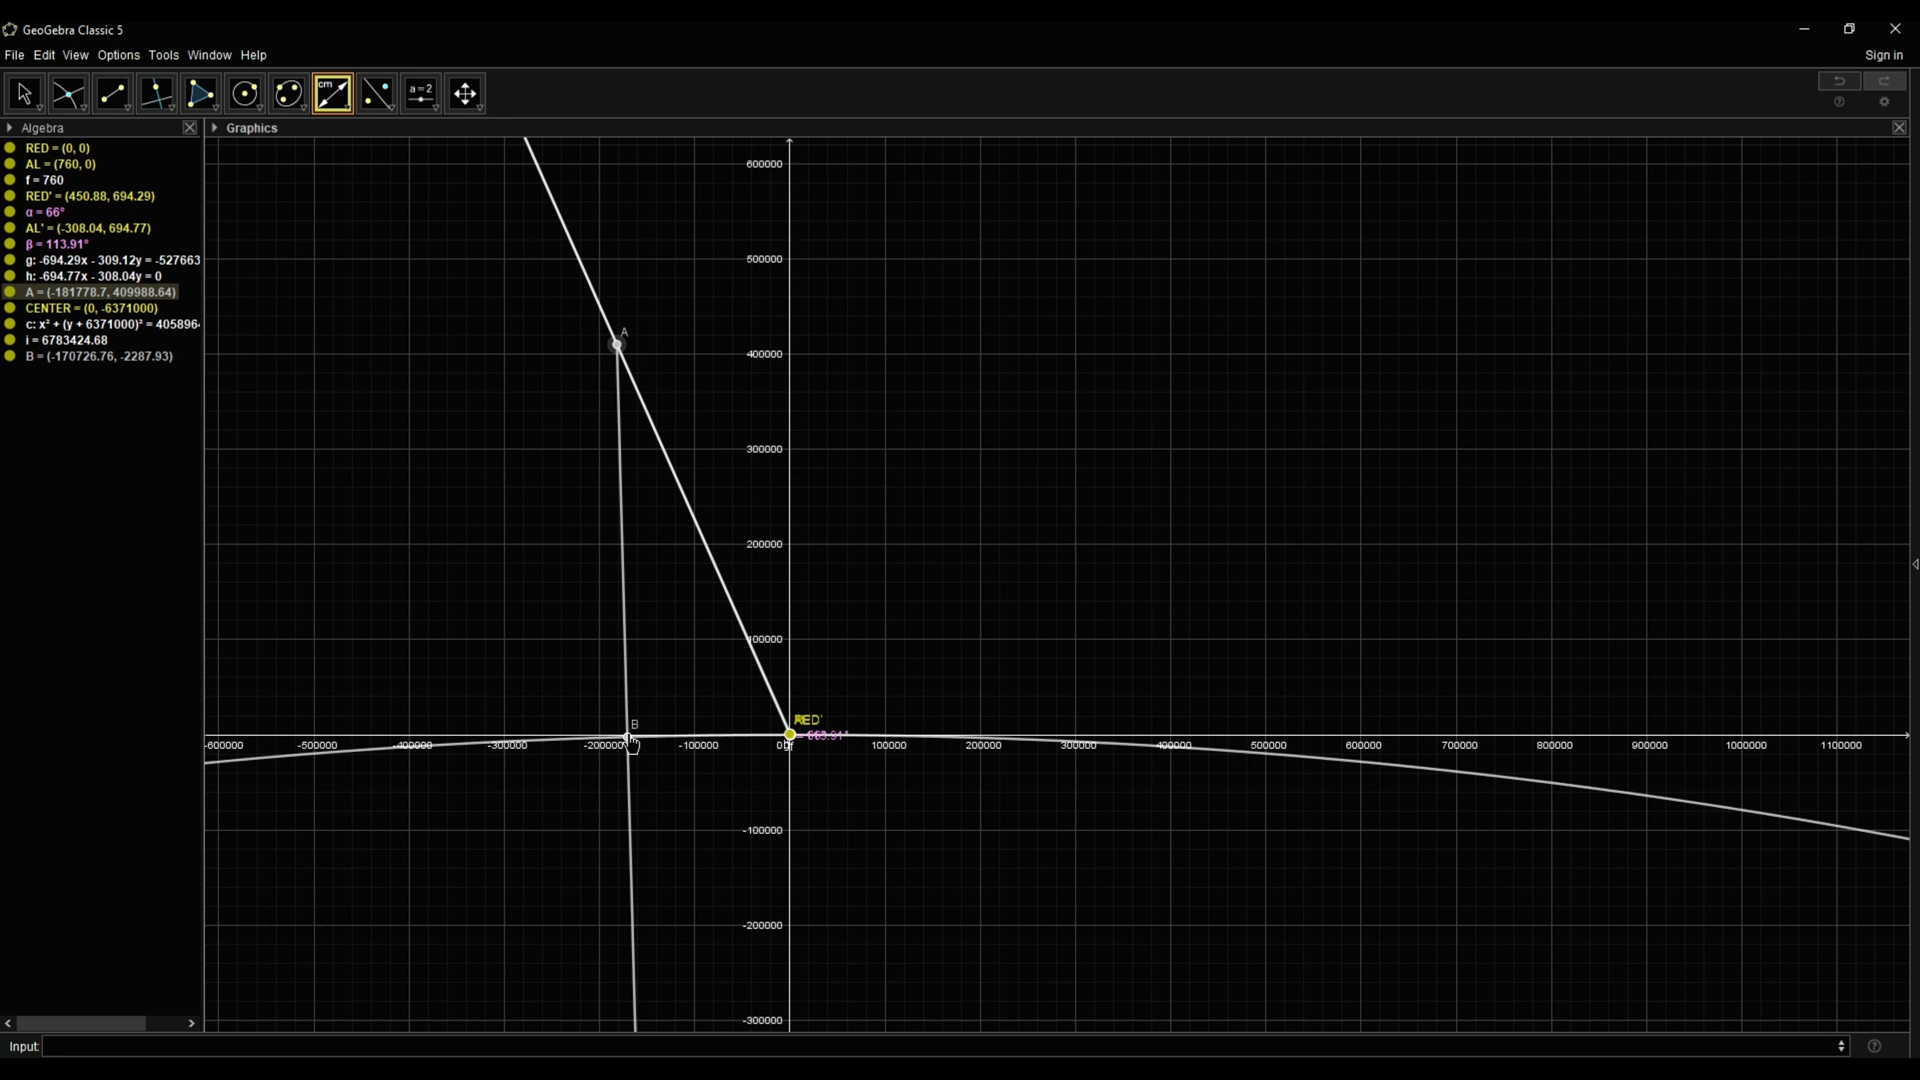 GeoGebra Classic 5
File Edit View Options Tools Window Help
Sign in
cm
a=2
Algebra
Graphics
RED = (0, 0)
AL = (760, 0)
f = 760
RED' = (450.88, 694.29)
α = 66°
AL' = (-308.04, 694.77)
β = 113.91°
g: -694.29x - 309.12y = -527663
h: -694.77x - 308.04y = 0
A = (-181778.7, 409988.64)
CENTER = (0, -6371000)
c: x² + (y + 6371000)² = 4058964
i = 6783424.68
B = (-170726.76, -2287.93)
600000
500000
A
400000
300000
200000
100000
B
RED'
-600000 -500000 -400000 -300000 -200000 -100000 100000 200000 300000 400000 500000 600000 700000 800000 900000 1000000 1100000
-100000
-200000
-300000
Input: